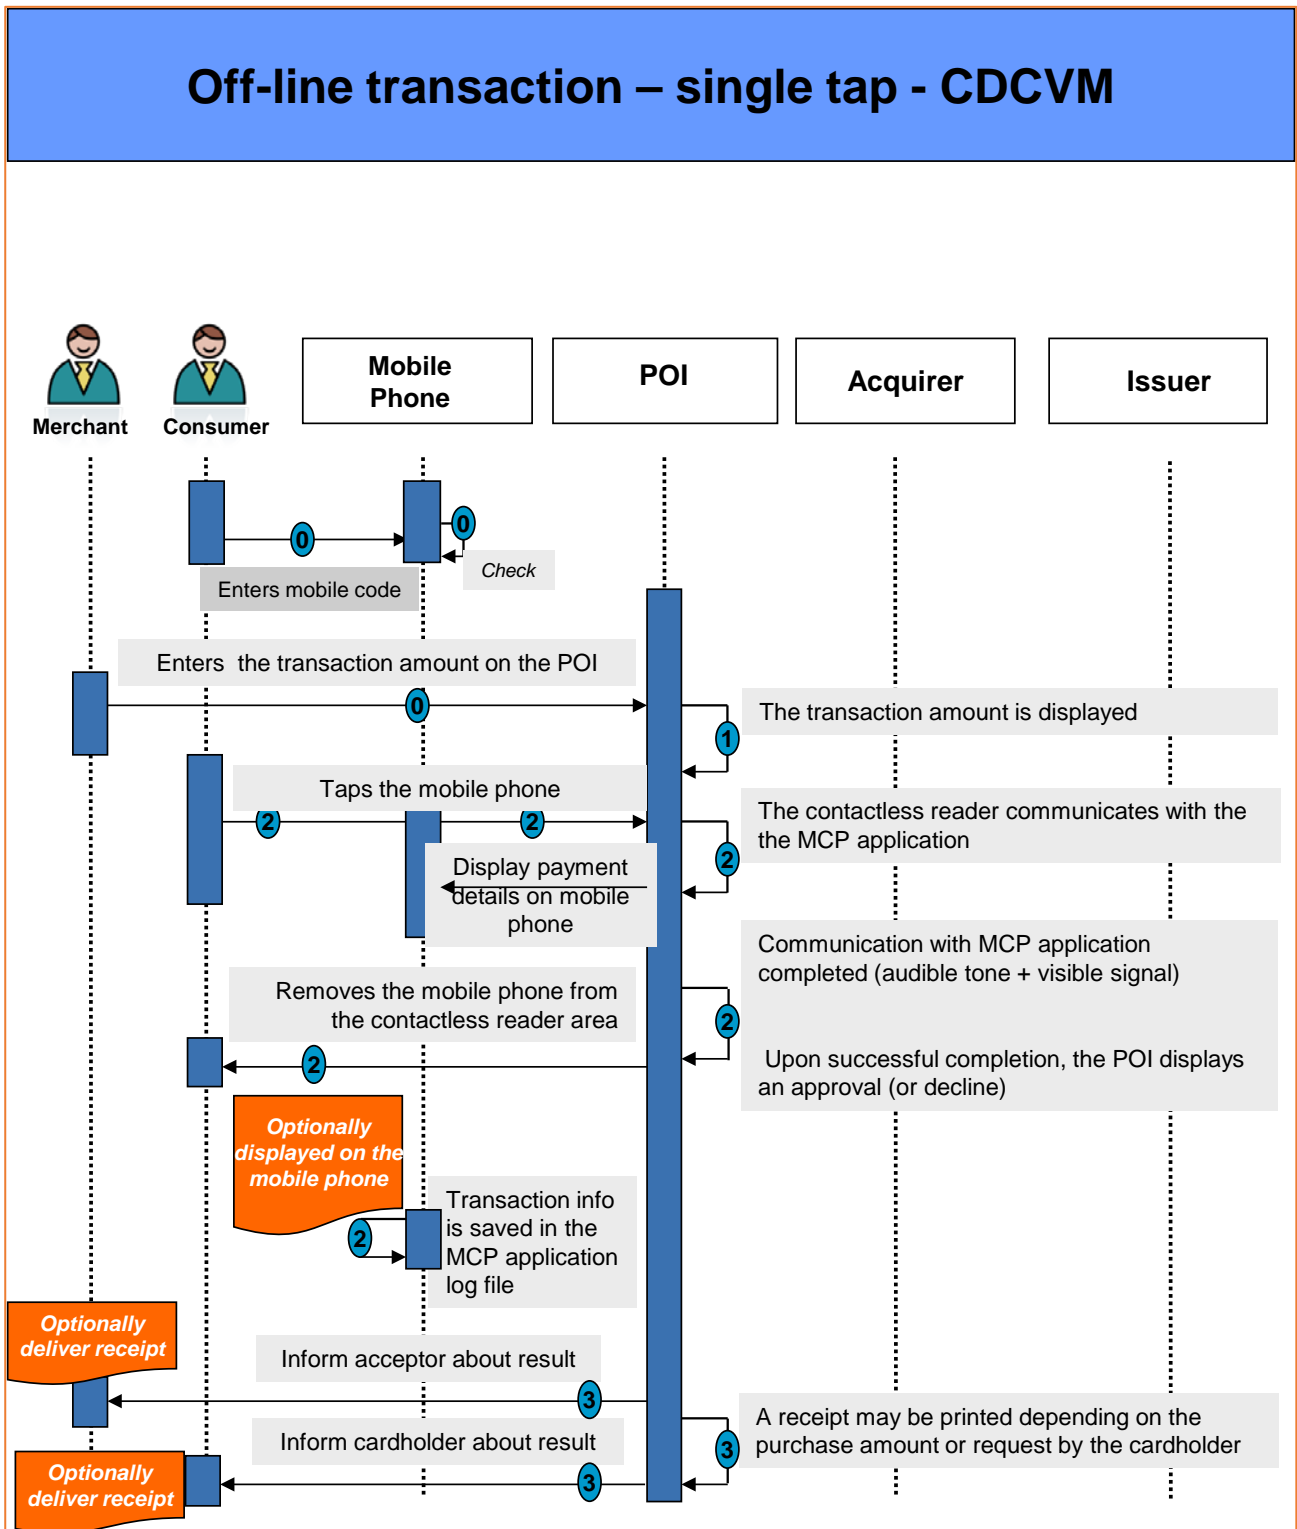 Off-line transaction – single tap - CDCVM
Merchant
Consumer
Mobile
Phone
POI
Acquirer
Issuer
0
0
Check
Enters mobile code
Enters  the transaction amount on the POI
0
The transaction amount is displayed
1
Taps the mobile phone
2
2
The contactless reader communicates with the
the MCP application
2
Display payment
details on mobile
phone
Communication with MCP application
completed (audible tone + visible signal)
Removes the mobile phone from
the contactless reader area
2
2
Upon successful completion, the POI displays
an approval (or decline)
Optionally
displayed on the
mobile phone
2
Transaction info
is saved in the
MCP application
log file
Optionally
deliver receipt
Inform acceptor about result
3
A receipt may be printed depending on the
purchase amount or request by the cardholder
3
Inform cardholder about result
3
Optionally
deliver receipt